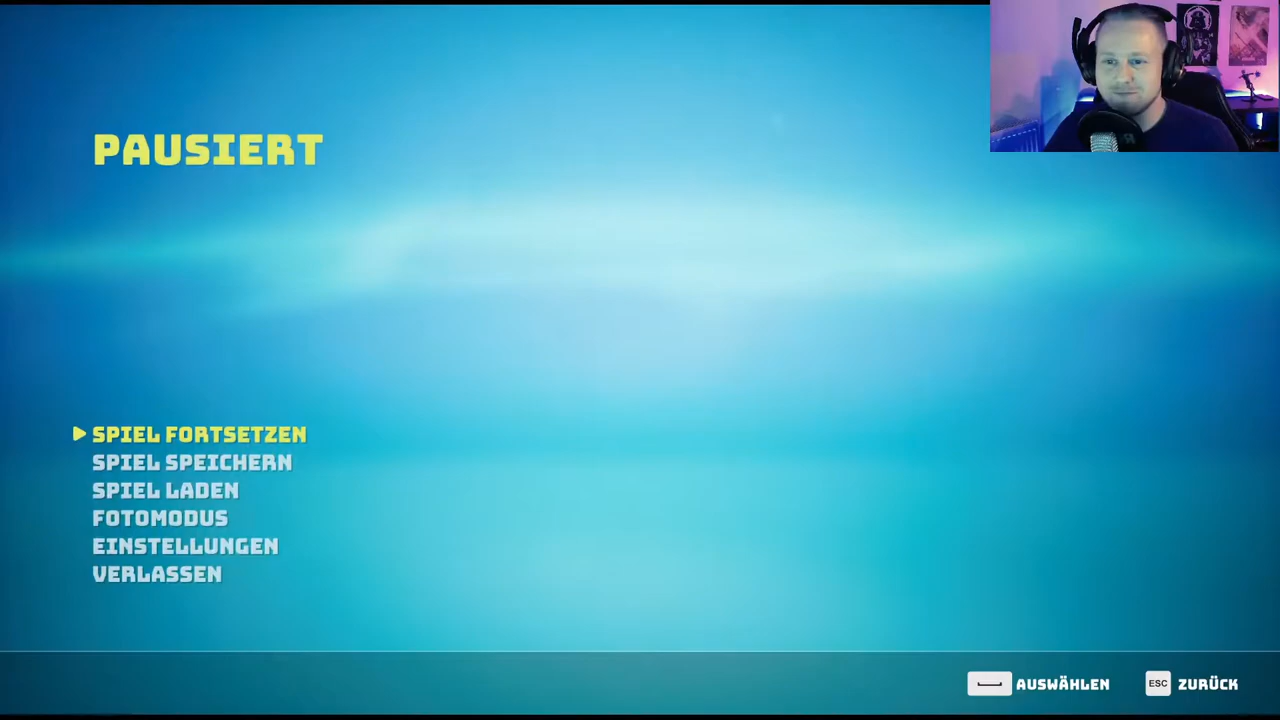 PAUSIERT
SPIEL FORTSETZEN
SPIEL SPEICHERN
SPIEL LADEN
FOTOMODUS
EINSTELLUNGEN
VERLASSEN
AUSWÄHLEN
ESC ZURÜCK